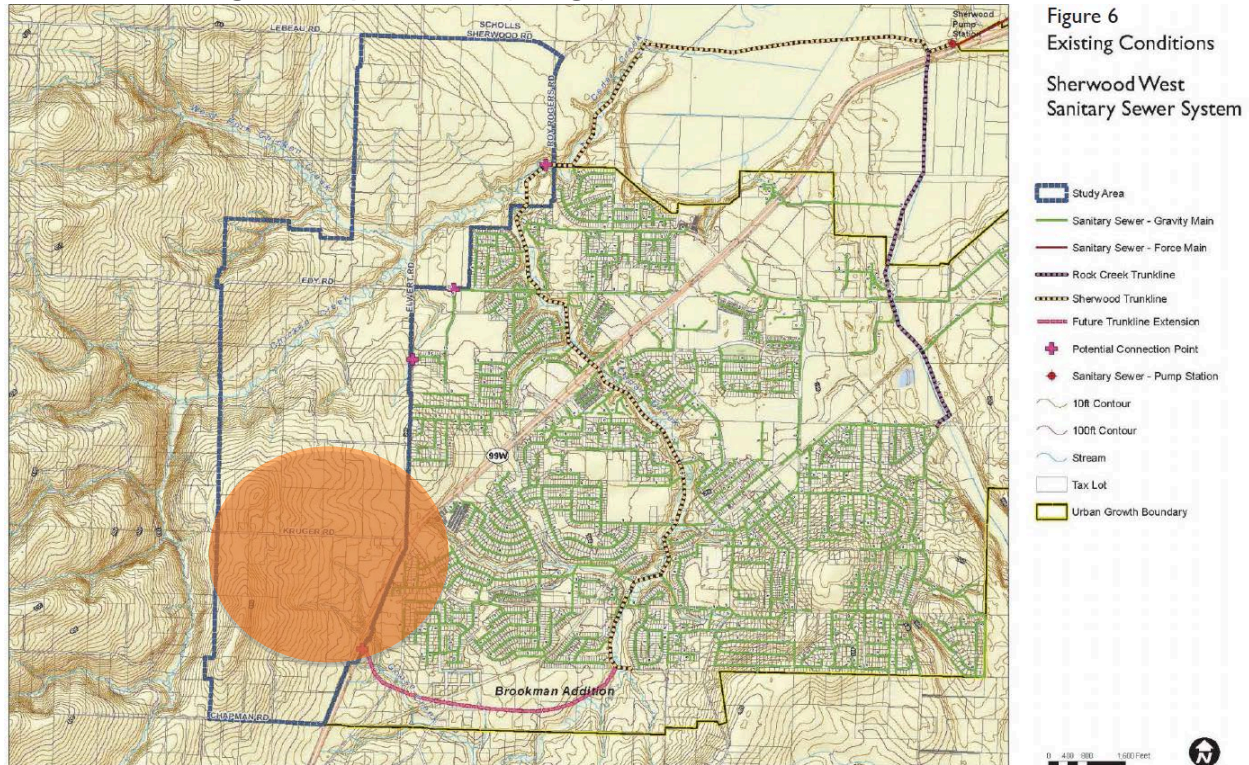 Figure 6
Existing Conditions
Sherwood West
Sanitary Sewer System
Study Area
Sanitary Sewer - Gravity Main
Sanitary Sewer - Force Main
Rock Creek Trunkline
Sherwood Trunkline
Future Trunkline Extension
Potential Connection Point
Sanitary Sewer - Pump Station
10ft Contour
100ft Contour
Stream
Tax Lot
Urban Growth Boundary
0 400 800 1,600 Feet
N
LEBEAU RD
SCHOLLS
SHERWOOD RD
Sherwood
Pump
Station
ROY ROGERS RD
EDY RD
ELWERT RD
99W
KRUGER RD
Brookman Addition
CHAPMAN RD